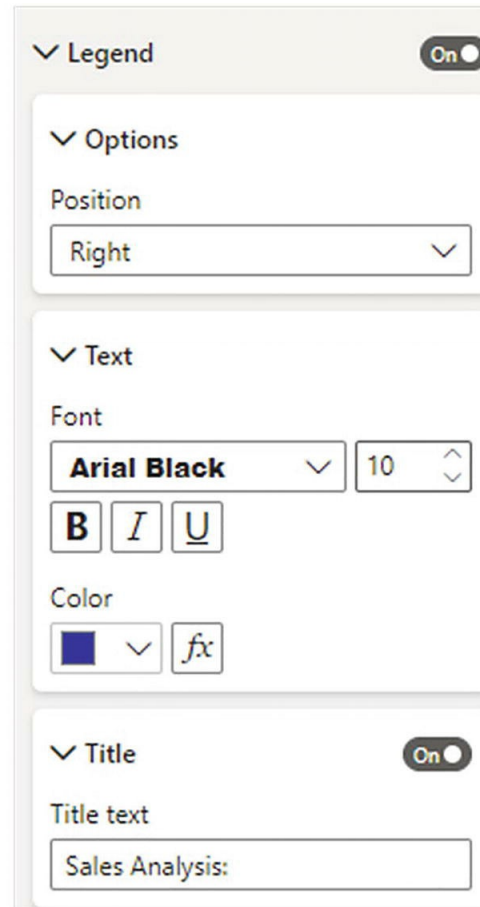 Legend On
Options
Position
Right
Text
Font
Arial Black 10
B I U
Color
fx
Title On
Title text
Sales Analysis: